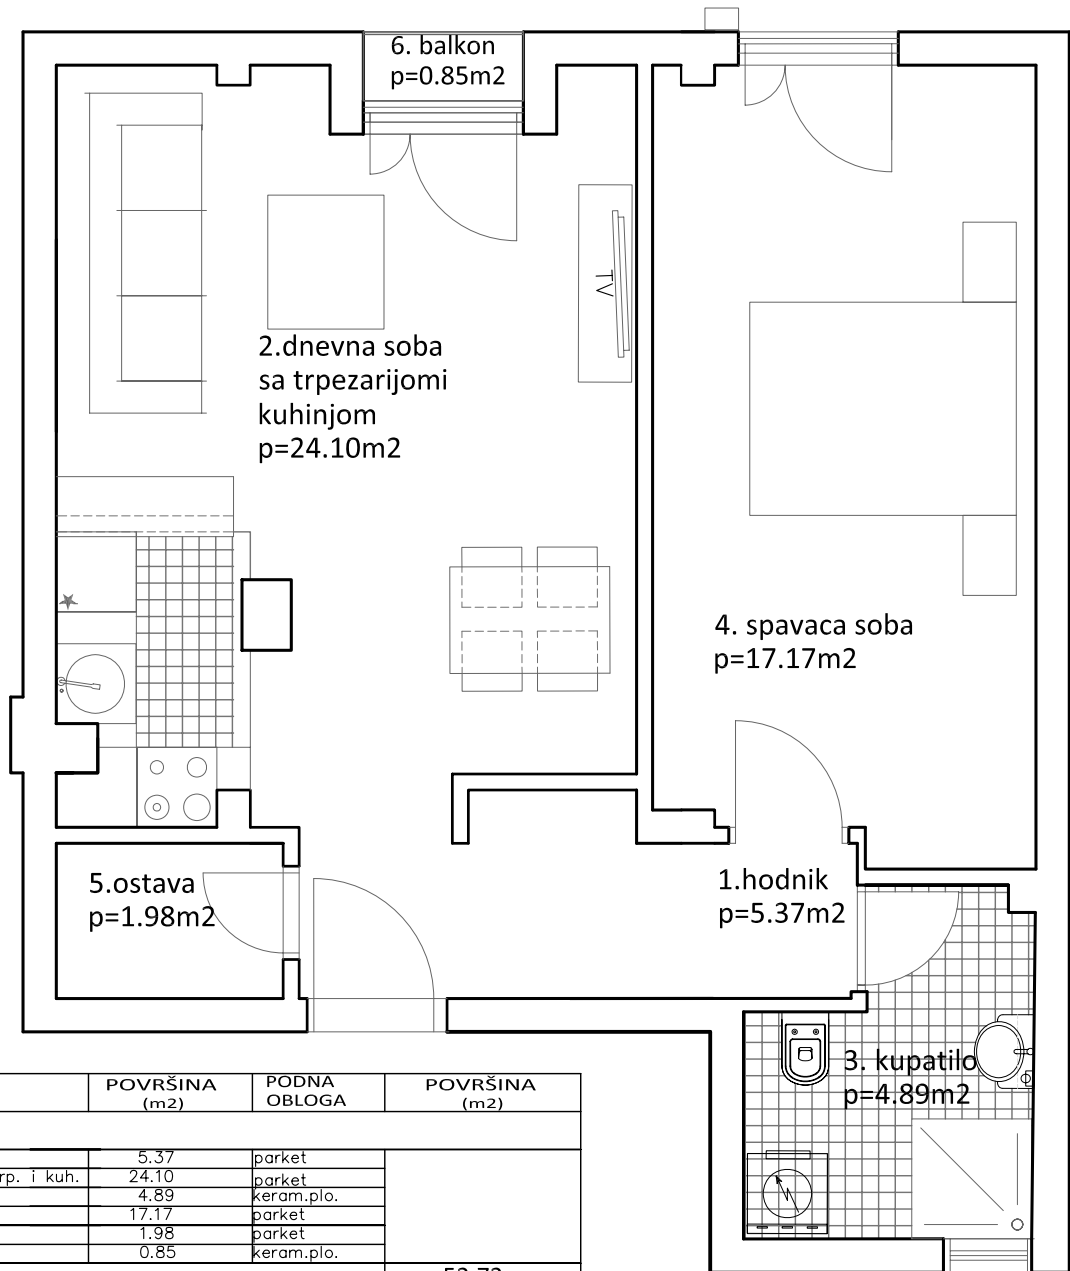 6. balkon
p=0.85m2
TV
2.dnevna soba
sa trpezarijomi
kuhinjom
p=24.10m2
4. spavaca soba
p=17.17m2
5.ostava
p=1.98m2
1.hodnik
p=5.37m2
3. kupatilo
p=4.89m2
POVRŠINA (m2) PODNA OBLOGA POVRŠINA (m2)
5.37 parket
rp. i kuh. 24.10 parket
4.89 keram.plo.
17.17 parket
1.98 parket
0.85 keram.plo.